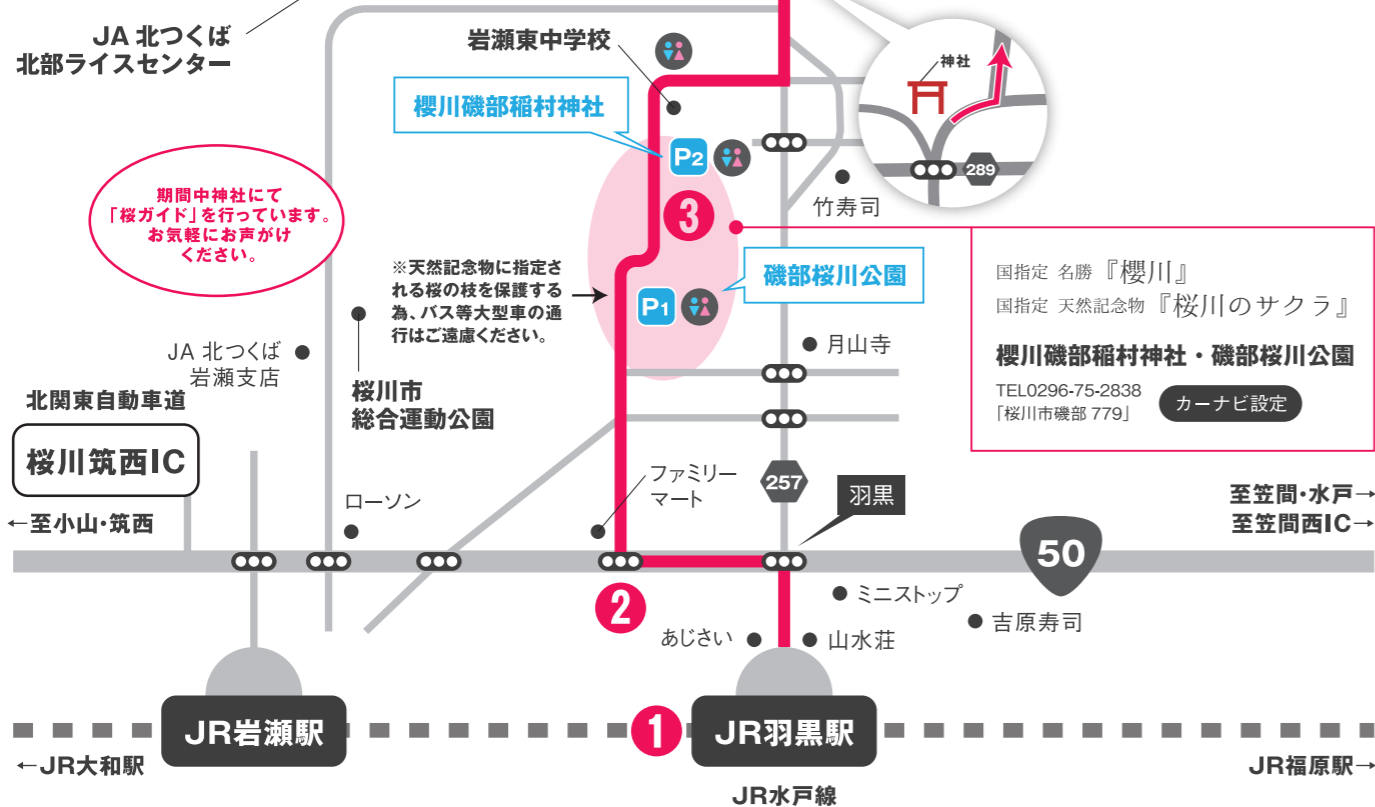 JA 北つくば
北部ライスセンター
岩瀬東中学校
神社
289
櫻川磯部稲村神社
P2
竹寿司
期間中神社にて
「桜ガイド」を行っています。
お気軽にお声がけ
ください。
3
※天然記念物に指定さ
れる桜の枝を保護する
為、バス等大型車の通
行はご遠慮ください。
磯部桜川公園
P1
国指定 名勝『櫻川』
国指定 天然記念物『桜川のサクラ』
櫻川磯部稲村神社・磯部桜川公園
TEL0296-75-2838
「桜川市磯部 779」
カーナビ設定
JA 北つくば
岩瀬支店
月山寺
桜川市
総合運動公園
北関東自動車道
桜川筑西IC
ローソン
ファミリー
マート
257
羽黒
←至小山・筑西
至笠間・水戸→
至笠間西IC→
50
2
ミニストップ
吉原寿司
あじさい
山水荘
JR岩瀬駅
1
JR羽黒駅
←JR大和駅
JR福原駅→
JR水戸線